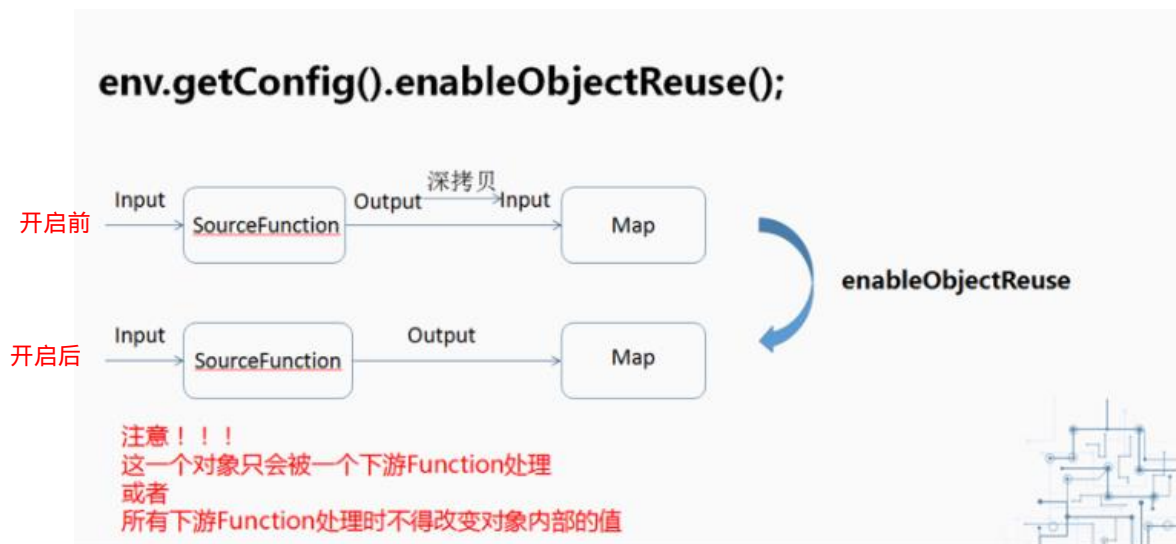 env.getConfig().enableObjectReuse();
深拷贝
Input
Output
Input
开启前
SourceFunction
Map
enableObjectReuse
Input
Output
开启后
SourceFunction
Map
注意！！！
这一个对象只会被一个下游Function处理
或者
所有下游Function处理时不得改变对象内部的值